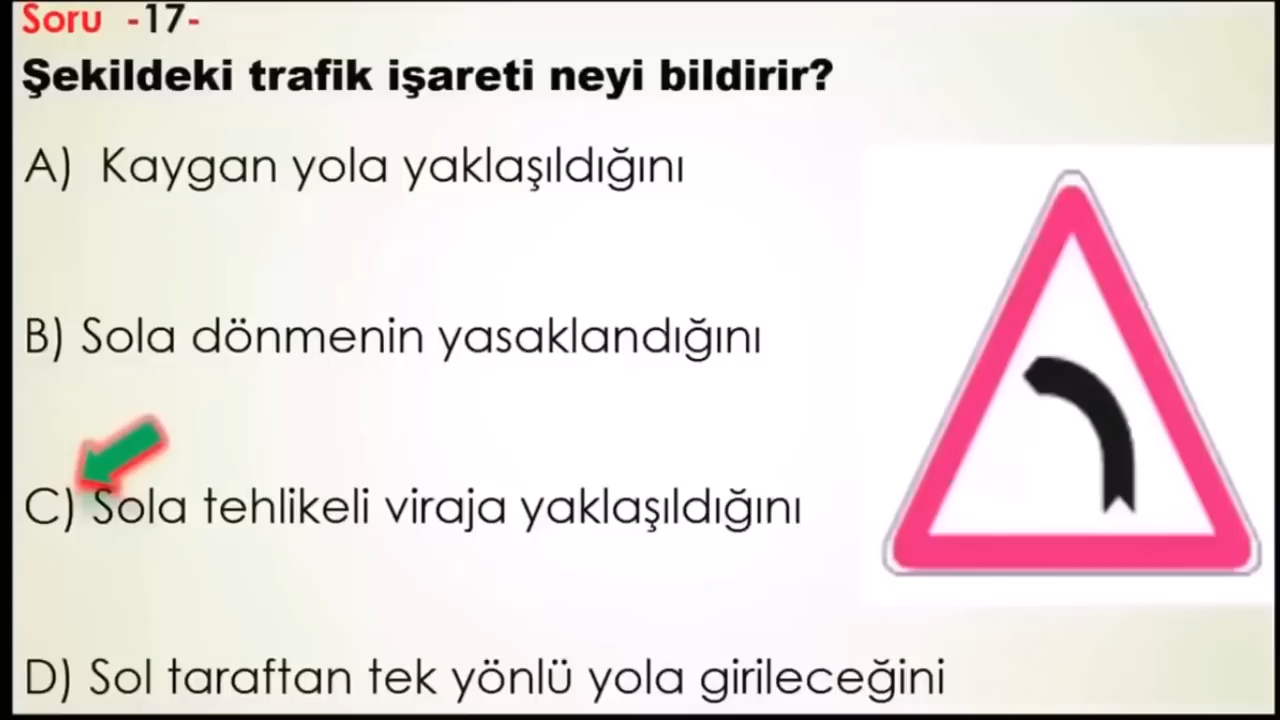 Soru -17-
Şekildeki trafik işareti neyi bildirir?
A) Kaygan yola yaklaşıldığını
B) Sola dönmenin yasaklandığını
C) Sola tehlikeli viraja yaklaşıldığını
D) Sol taraftan tek yönlü yola girileceğini